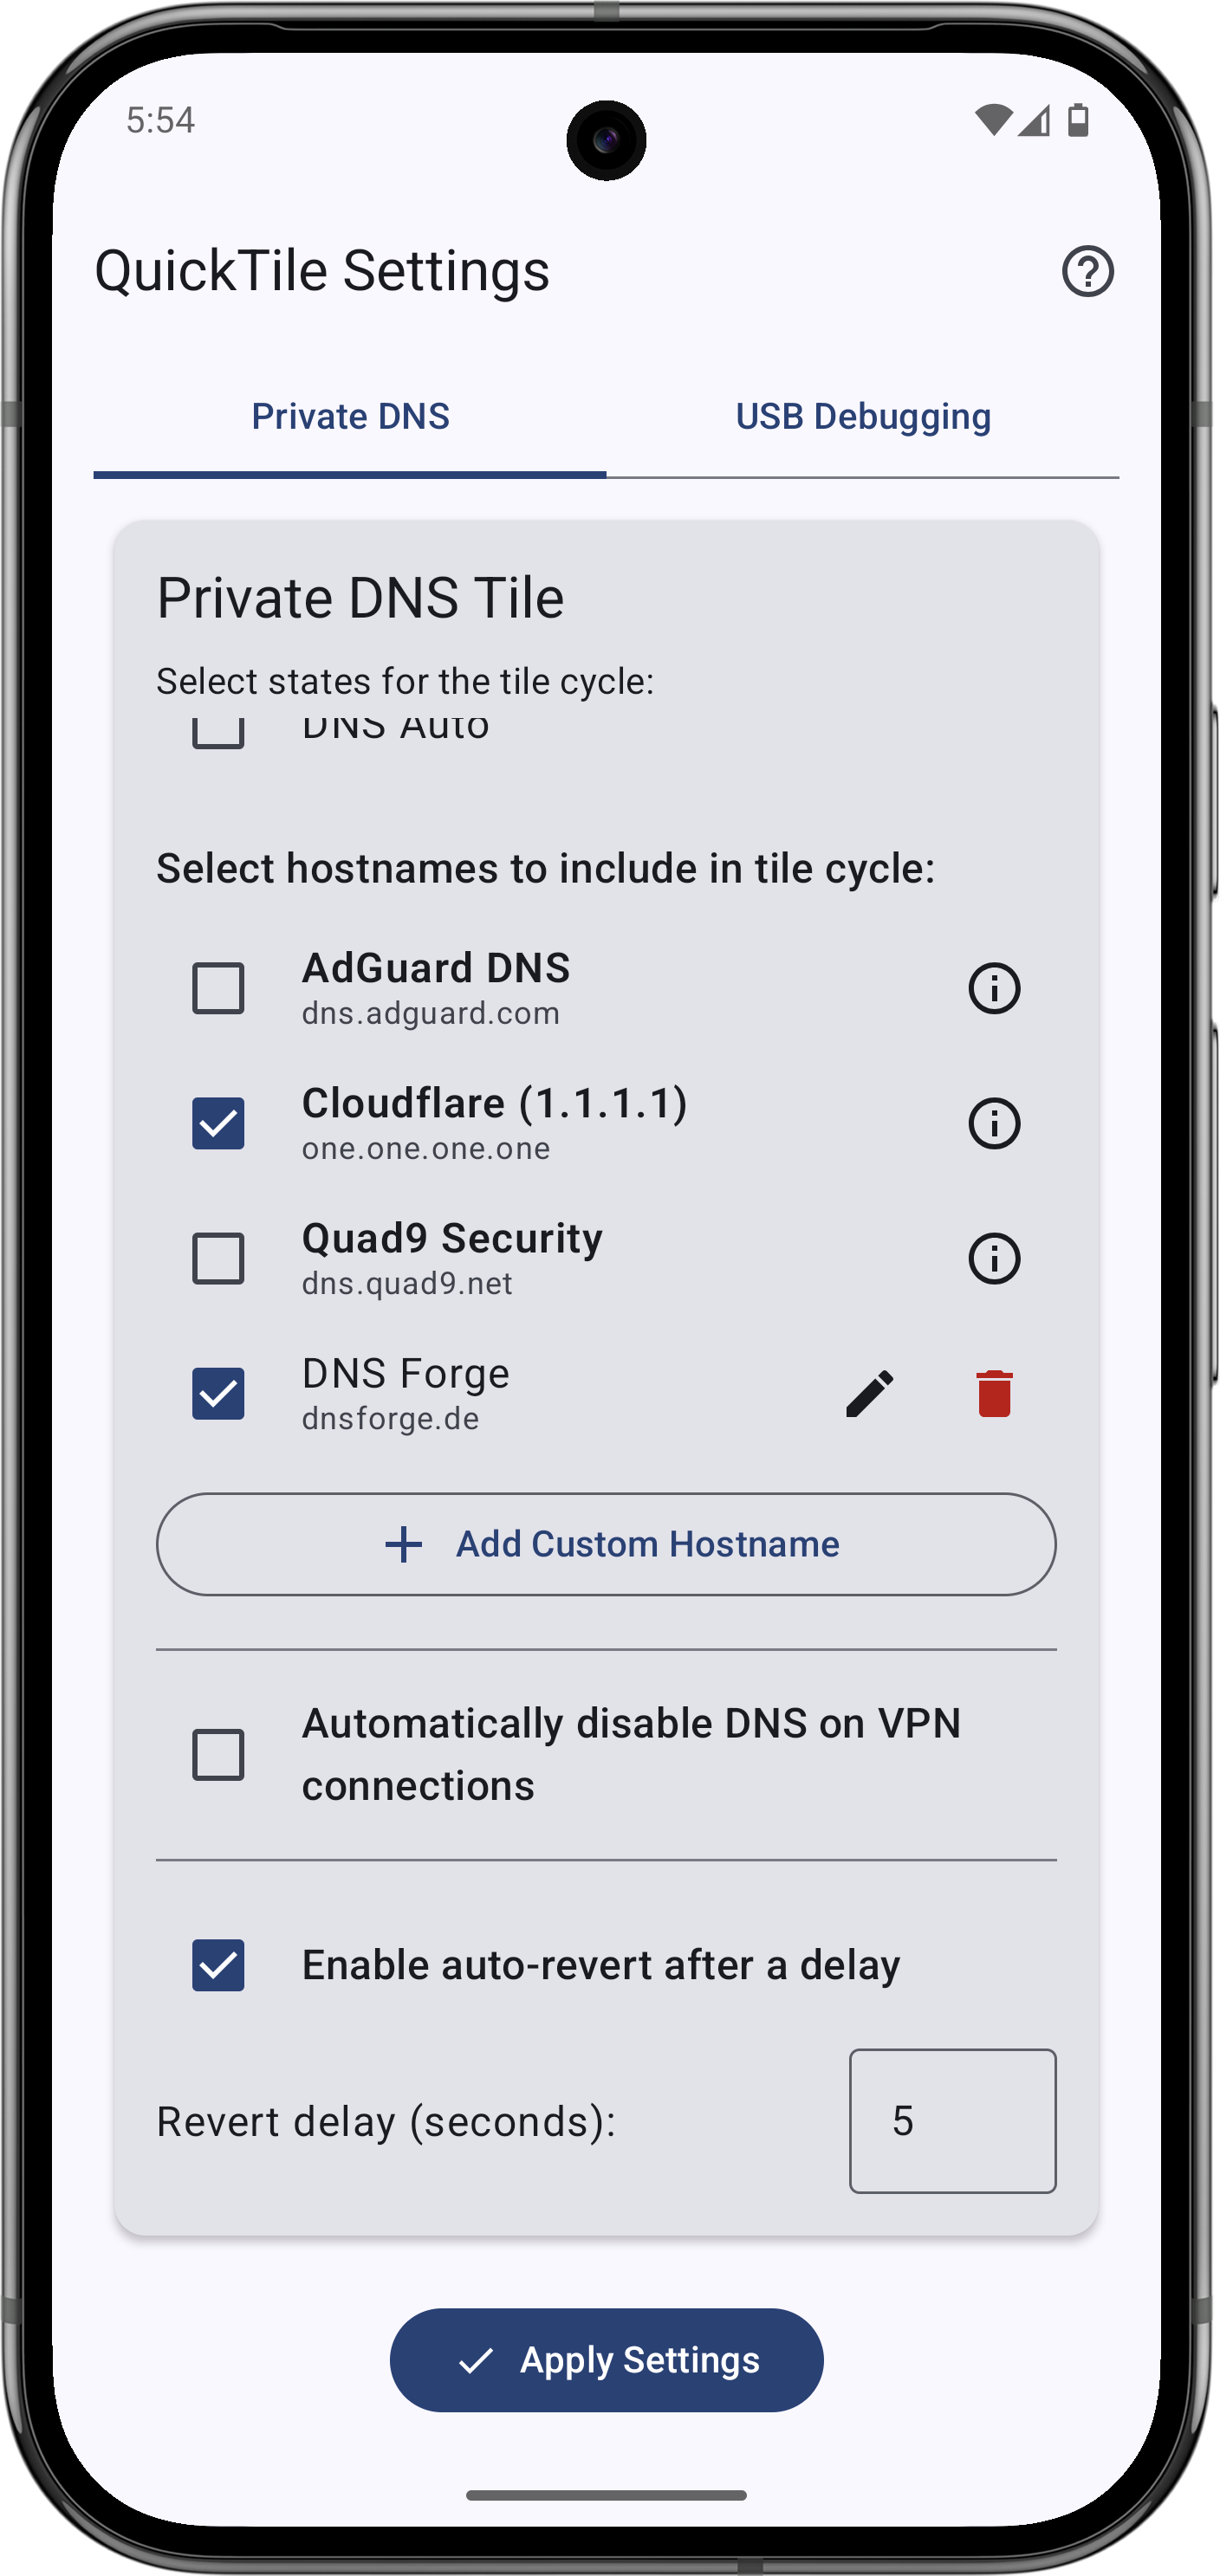 5:54
QuickTile Settings
Private DNS
USB Debugging
Private DNS Tile
Select states for the tile cycle:
DNS Auto
Select hostnames to include in tile cycle:
AdGuard DNS
dns.adguard.com
Cloudflare (1.1.1.1)
one.one.one.one
Quad9 Security
dns.quad9.net
DNS Forge
dnsforge.de
Add Custom Hostname
Automatically disable DNS on VPN
connections
Enable auto-revert after a delay
Revert delay (seconds):
5
Apply Settings